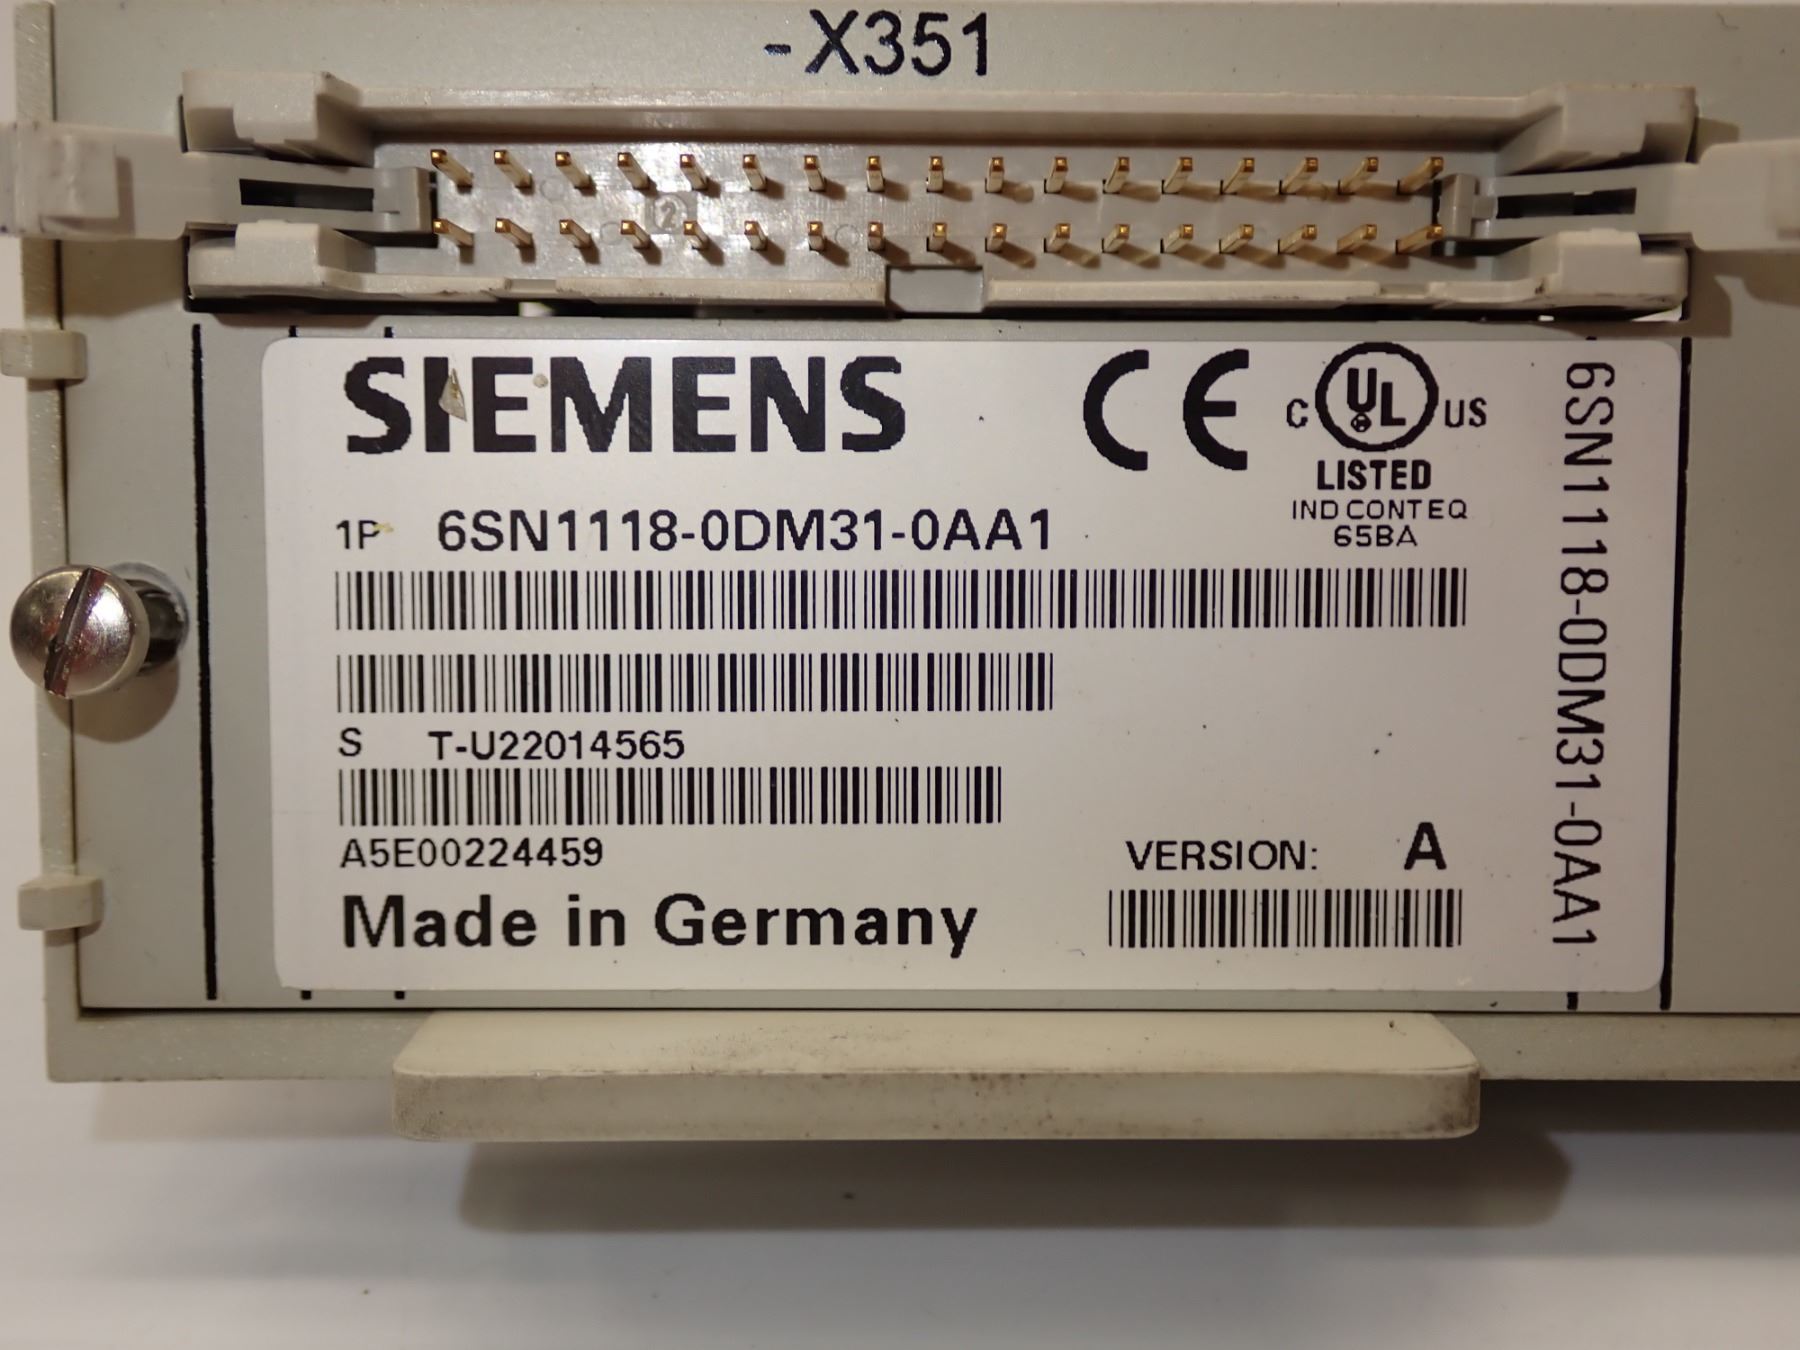 -X351
2
SIEMENS
CE
C UL US
LISTED
IND CONT EQ
65BA
1P 6SN1118-0DM31-0AA1
S T-U22014565
A5E00224459
VERSION: A
Made in Germany
6SN1118-0DM31-0AA1